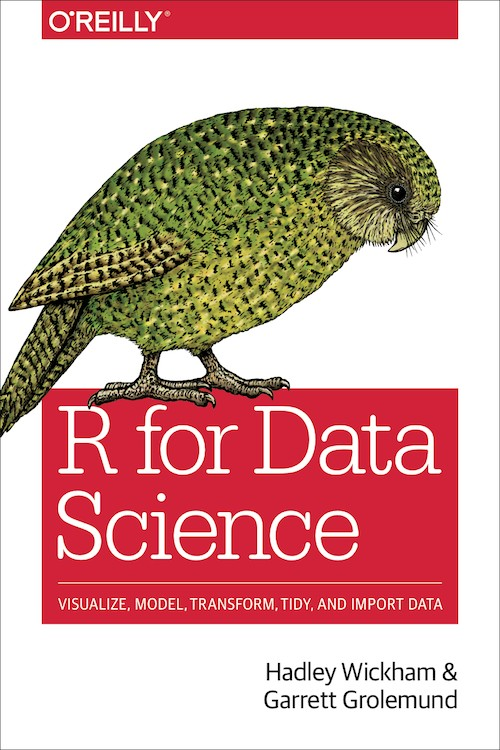 O'REILLY®
R for Data
Science
VISUALIZE, MODEL, TRANSFORM, TIDY, AND IMPORT DATA
Hadley Wickham &
Garrett Grolemund